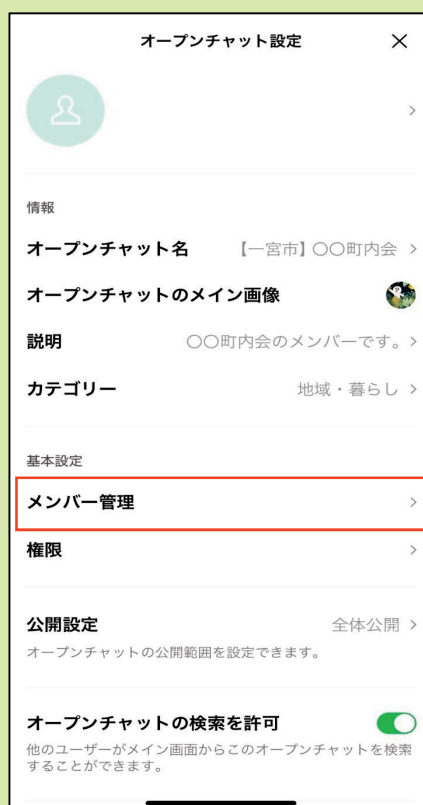 オープンチャット設定
情報
オープンチャット名 【一宮市】〇〇町内会
オープンチャットのメイン画像
説明 〇〇町内会のメンバーです。
カテゴリー 地域・暮らし
基本設定
メンバー管理
権限
公開設定 全体公開
オープンチャットの公開範囲を設定できます。
オープンチャットの検索を許可
他のユーザーがメイン画面からこのオープンチャットを検索
することができます。